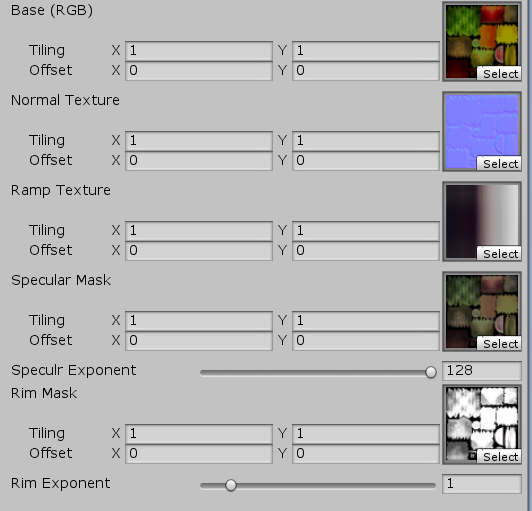 Base (RGB)
Tiling X 1 Y 1
Offset X 0 Y 0
Select
Normal Texture
Tiling X 1 Y 1
Offset X 0 Y 0
Select
Ramp Texture
Tiling X 1 Y 1
Offset X 0 Y 0
Select
Specular Mask
Tiling X 1 Y 1
Offset X 0 Y 0
Select
Speculr Exponent 128
Rim Mask
Tiling X 1 Y 1
Offset X 0 Y 0
Select
Rim Exponent 1